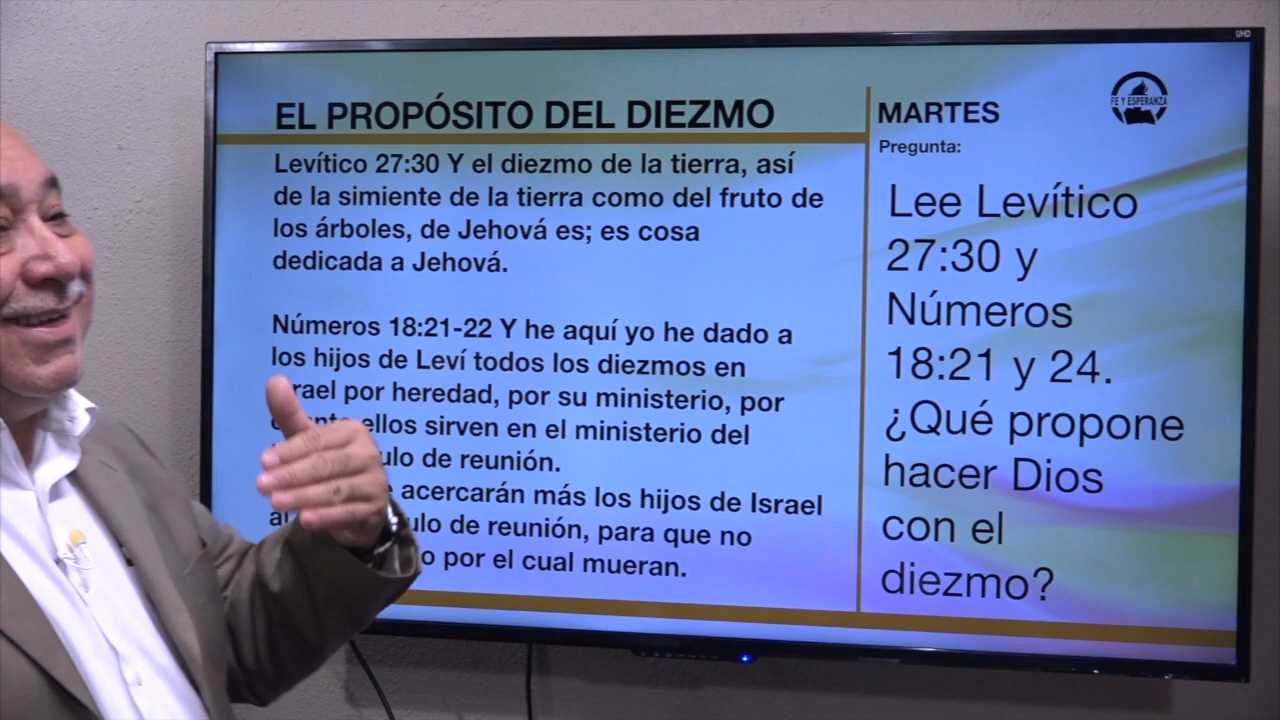 UHD
EL PROPÓSITO DEL DIEZMO
Levítico 27:30 Y el diezmo de la tierra, así
de la simiente de la tierra como del fruto de
los árboles, de Jehová es; es cosa
dedicada a Jehová.
Números 18:21-22 Y he aquí yo he dado a
los hijos de Leví todos los diezmos en
rael por heredad, por su ministerio, por
ellos sirven en el ministerio del
ulo de reunión.
acercarán más los hijos de Israel
al ulo de reunión, para que no
o por el cual mueran.
MARTES
FE Y ESPERANZA
Pregunta:
Lee Levítico
27:30 y
Números
18:21 y 24.
¿Qué propone
hacer Dios
con el
diezmo?